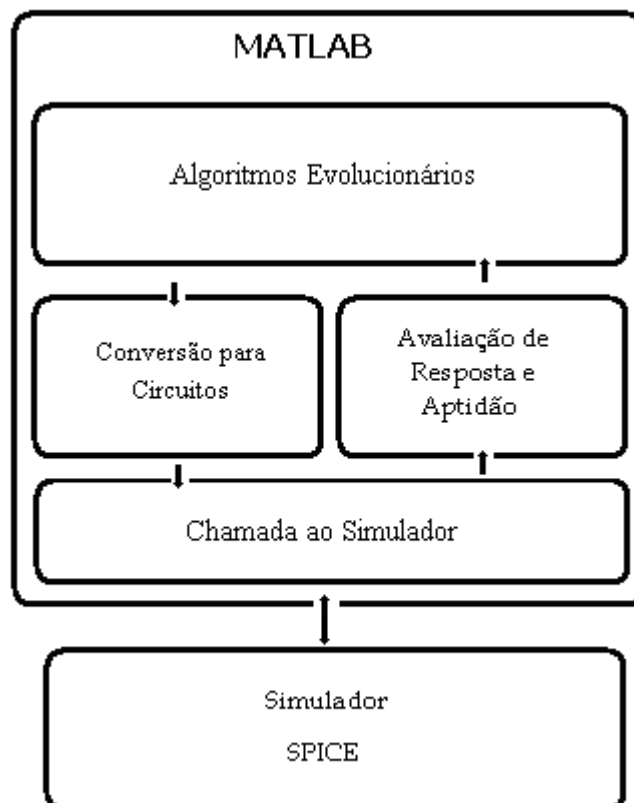 MATLAB
Algoritmos Evolucionários
Conversão para
Circuitos
Avaliação de
Resposta e
Aptidão
Chamada ao Simulador
Simulador
SPICE